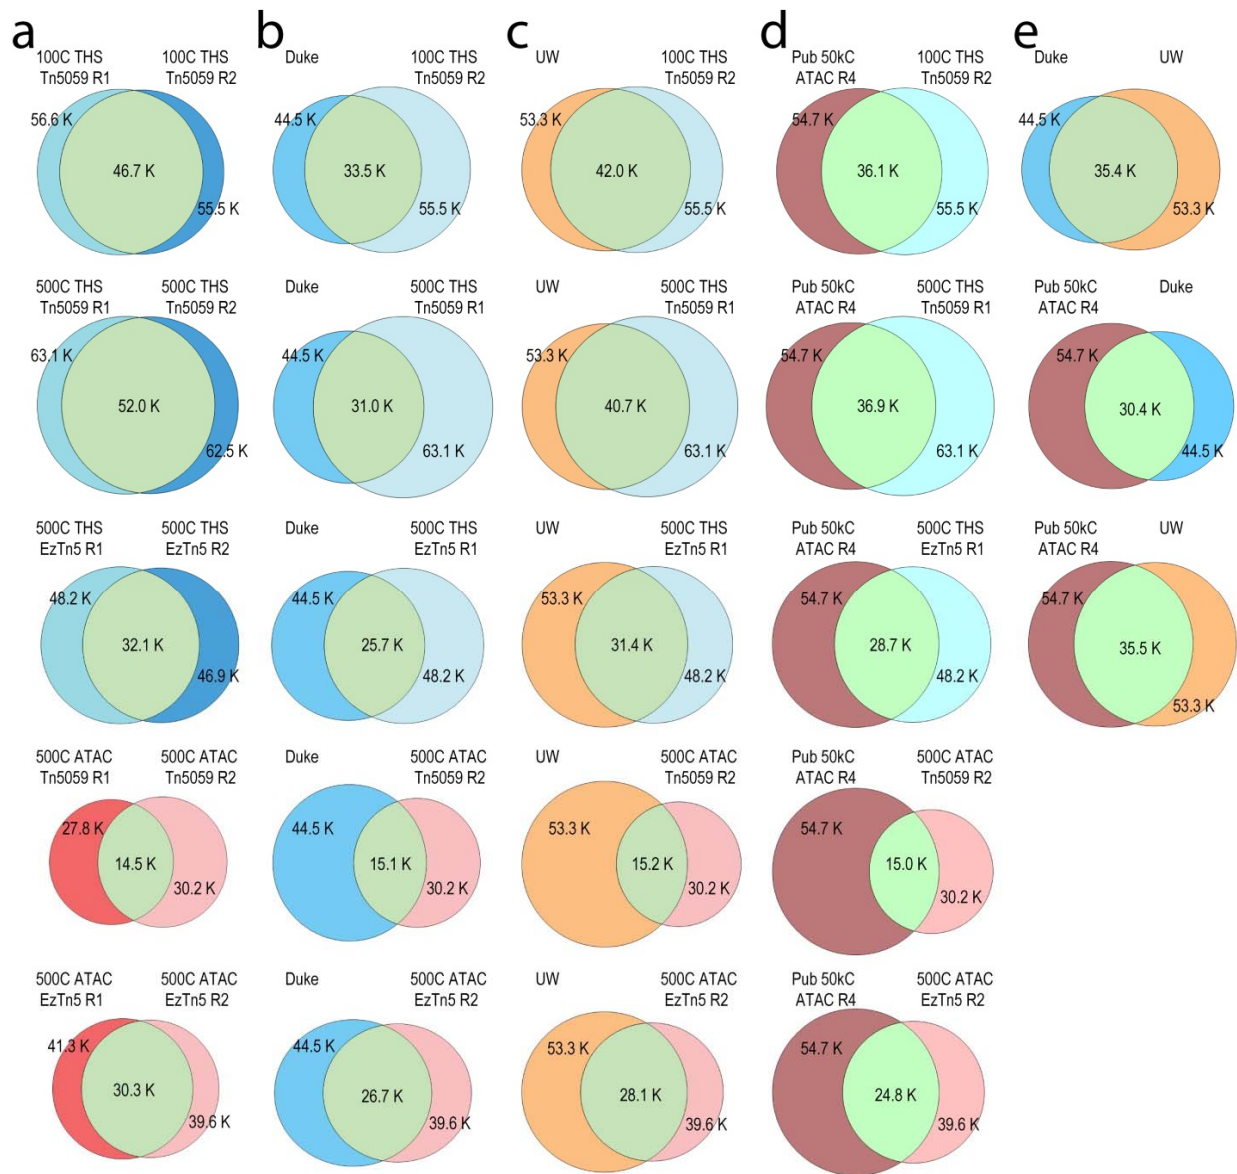 a
b
c
d
e
100C THS
Tn5059 R1
100C THS
Tn5059 R2
56.6 K
46.7 K
55.5 K
Duke
100C THS
Tn5059 R2
44.5 K
33.5 K
55.5 K
UW
100C THS
Tn5059 R2
53.3 K
42.0 K
55.5 K
Pub 50kC
ATAC R4
100C THS
Tn5059 R2
54.7 K
36.1 K
55.5 K
Duke
UW
44.5 K
35.4 K
53.3 K
500C THS
Tn5059 R1
500C THS
Tn5059 R2
63.1 K
52.0 K
62.5 K
Duke
500C THS
Tn5059 R1
44.5 K
31.0 K
63.1 K
UW
500C THS
Tn5059 R1
53.3 K
40.7 K
63.1 K
Pub 50kC
ATAC R4
500C THS
Tn5059 R1
54.7 K
36.9 K
63.1 K
Pub 50kC
ATAC R4
Duke
54.7 K
30.4 K
44.5 K
500C THS
EzTn5 R1
500C THS
EzTn5 R2
48.2 K
32.1 K
46.9 K
Duke
500C THS
EzTn5 R1
44.5 K
25.7 K
48.2 K
UW
500C THS
EzTn5 R1
53.3 K
31.4 K
48.2 K
Pub 50kC
ATAC R4
500C THS
EzTn5 R1
54.7 K
28.7 K
48.2 K
Pub 50kC
ATAC R4
UW
54.7 K
35.5 K
53.3 K
500C ATAC
Tn5059 R1
500C ATAC
Tn5059 R2
27.8 K
14.5 K
30.2 K
Duke
500C ATAC
Tn5059 R2
44.5 K
15.1 K
30.2 K
UW
500C ATAC
Tn5059 R2
53.3 K
15.2 K
30.2 K
Pub 50kC
ATAC R4
500C ATAC
Tn5059 R2
54.7 K
15.0 K
30.2 K
500C ATAC
EzTn5 R1
500C ATAC
EzTn5 R2
41.3 K
30.3 K
39.6 K
Duke
500C ATAC
EzTn5 R2
44.5 K
26.7 K
39.6 K
UW
500C ATAC
EzTn5 R2
53.3 K
28.1 K
39.6 K
Pub 50kC
ATAC R4
500C ATAC
EzTn5 R2
54.7 K
24.8 K
39.6 K